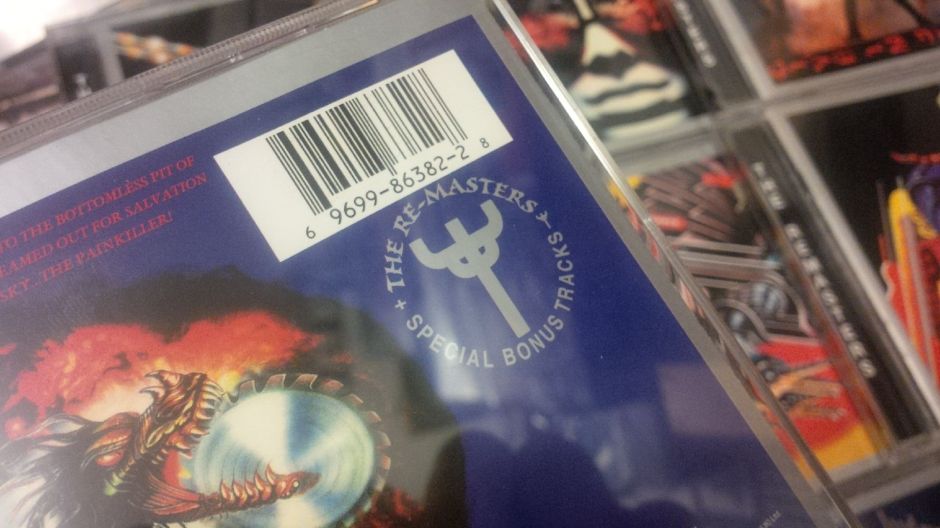 TO THE BOTTOMLESS PIT OF
EAMED OUT FOR SALVATION
SKY...THE PAINKILLER!
6 9699-86382-2 8
+ THE RE-MASTERS +
SPECIAL BONUS TRACKS